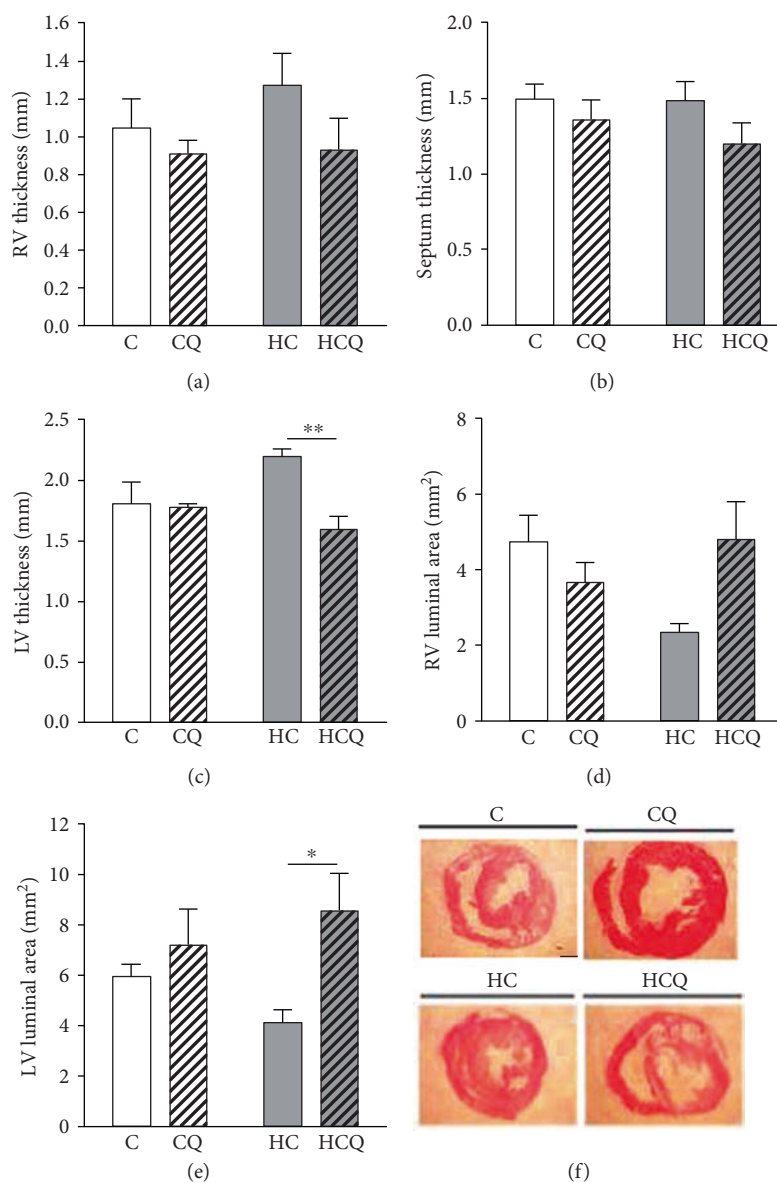 1.6
1.4
1.2
1.0
0.8
0.6
0.4
0.2
0.0
RV thickness (mm)
C CQ HC HCQ
(a)
2.0
1.5
1.0
1.5
0.0
Septum thickness (mm)
C CQ HC HCQ
(b)
2.5
2.0
1.5
1.0
0.5
0.0
LV thickness (mm)
**
C CQ HC HCQ
(c)
8
6
4
2
0
RV luminal area (mm²)
C CQ HC HCQ
(d)
12
10
8
6
4
2
0
LV luminal area (mm²)
*
C CQ HC HCQ
(e)
C CQ
HC HCQ
(f)